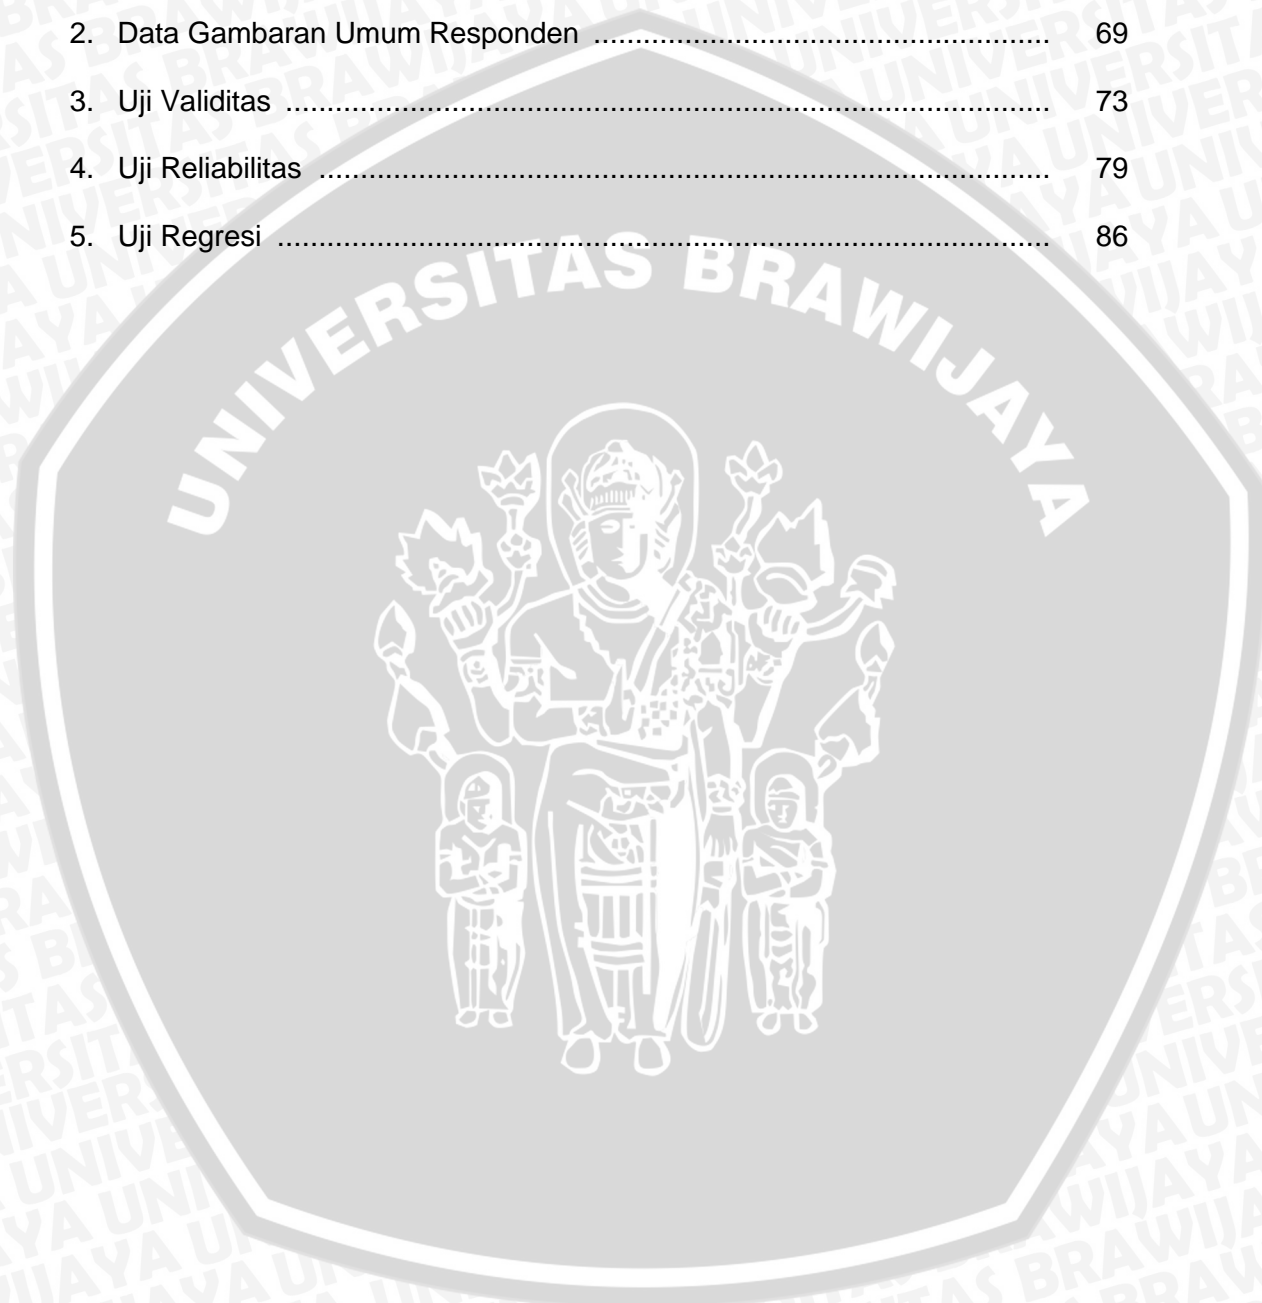 2. Data Gambaran Umum Responden ........................................................ 69
3. Uji Validitas .............................................................................................. 73
4. Uji Reliabilitas .......................................................................................... 79
5. Uji Regresi ............................................................................................... 86
UNIVERSITAS BRAWIJAYA